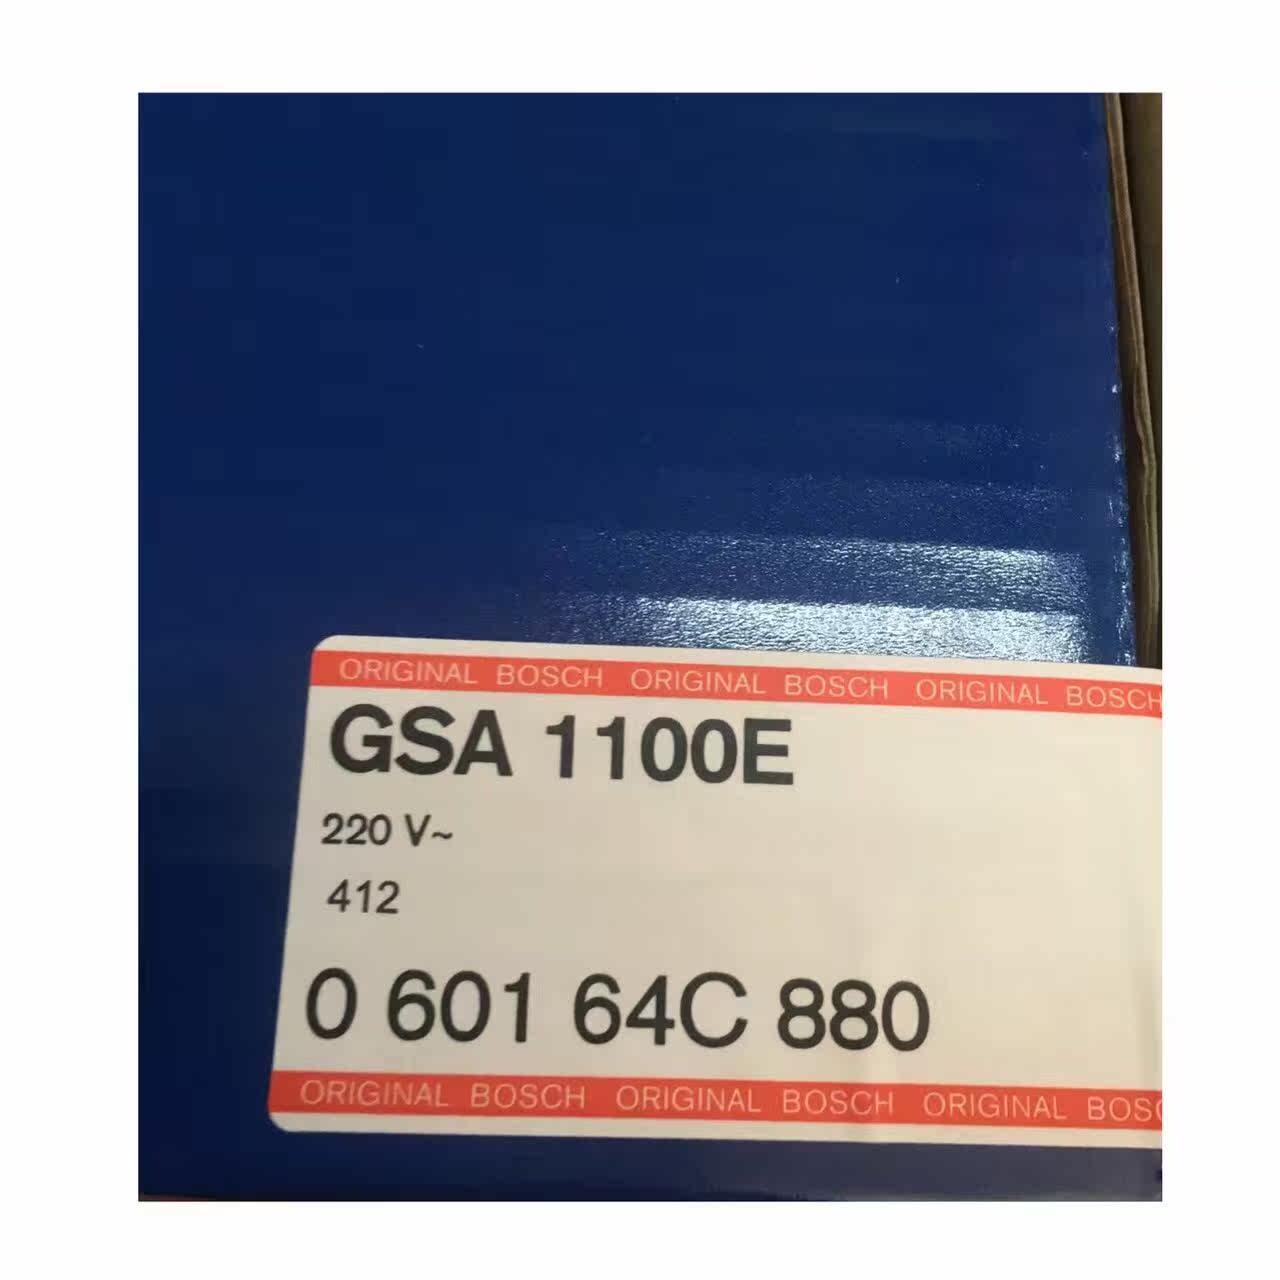 ORIGINAL BOSCH ORIGINAL BOSCH ORIGINAL BOSCH
GSA 1100E
220 V~
412
0 601 64C 880
ORIGINAL BOSCH ORIGINAL BOSCH ORIGINAL BOSC